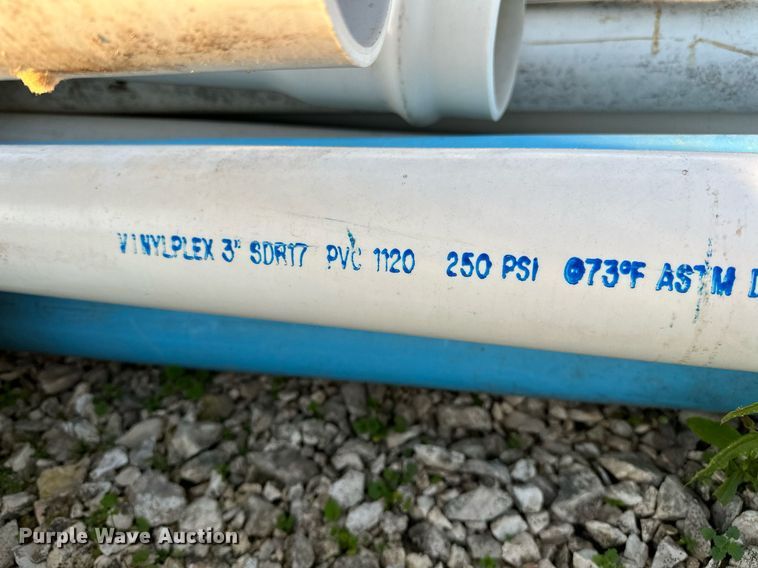 VINYLPLEX 3" SDR17 PVC 1120 250 PSI @73°F ASTM D
Purple Wave Auction